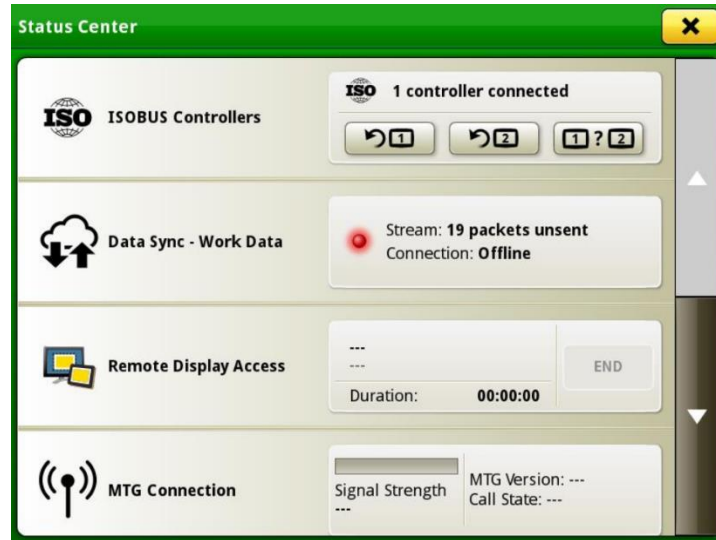 Status Center
ISO
ISOBUS Controllers
ISO 1 controller connected
1
2
1 ? 2
Data Sync - Work Data
Stream: 19 packets unsent
Connection: Offline
Remote Display Access
---
---
Duration: 00:00:00
END
MTG Connection
Signal Strength
---
MTG Version: ---
Call State: ---